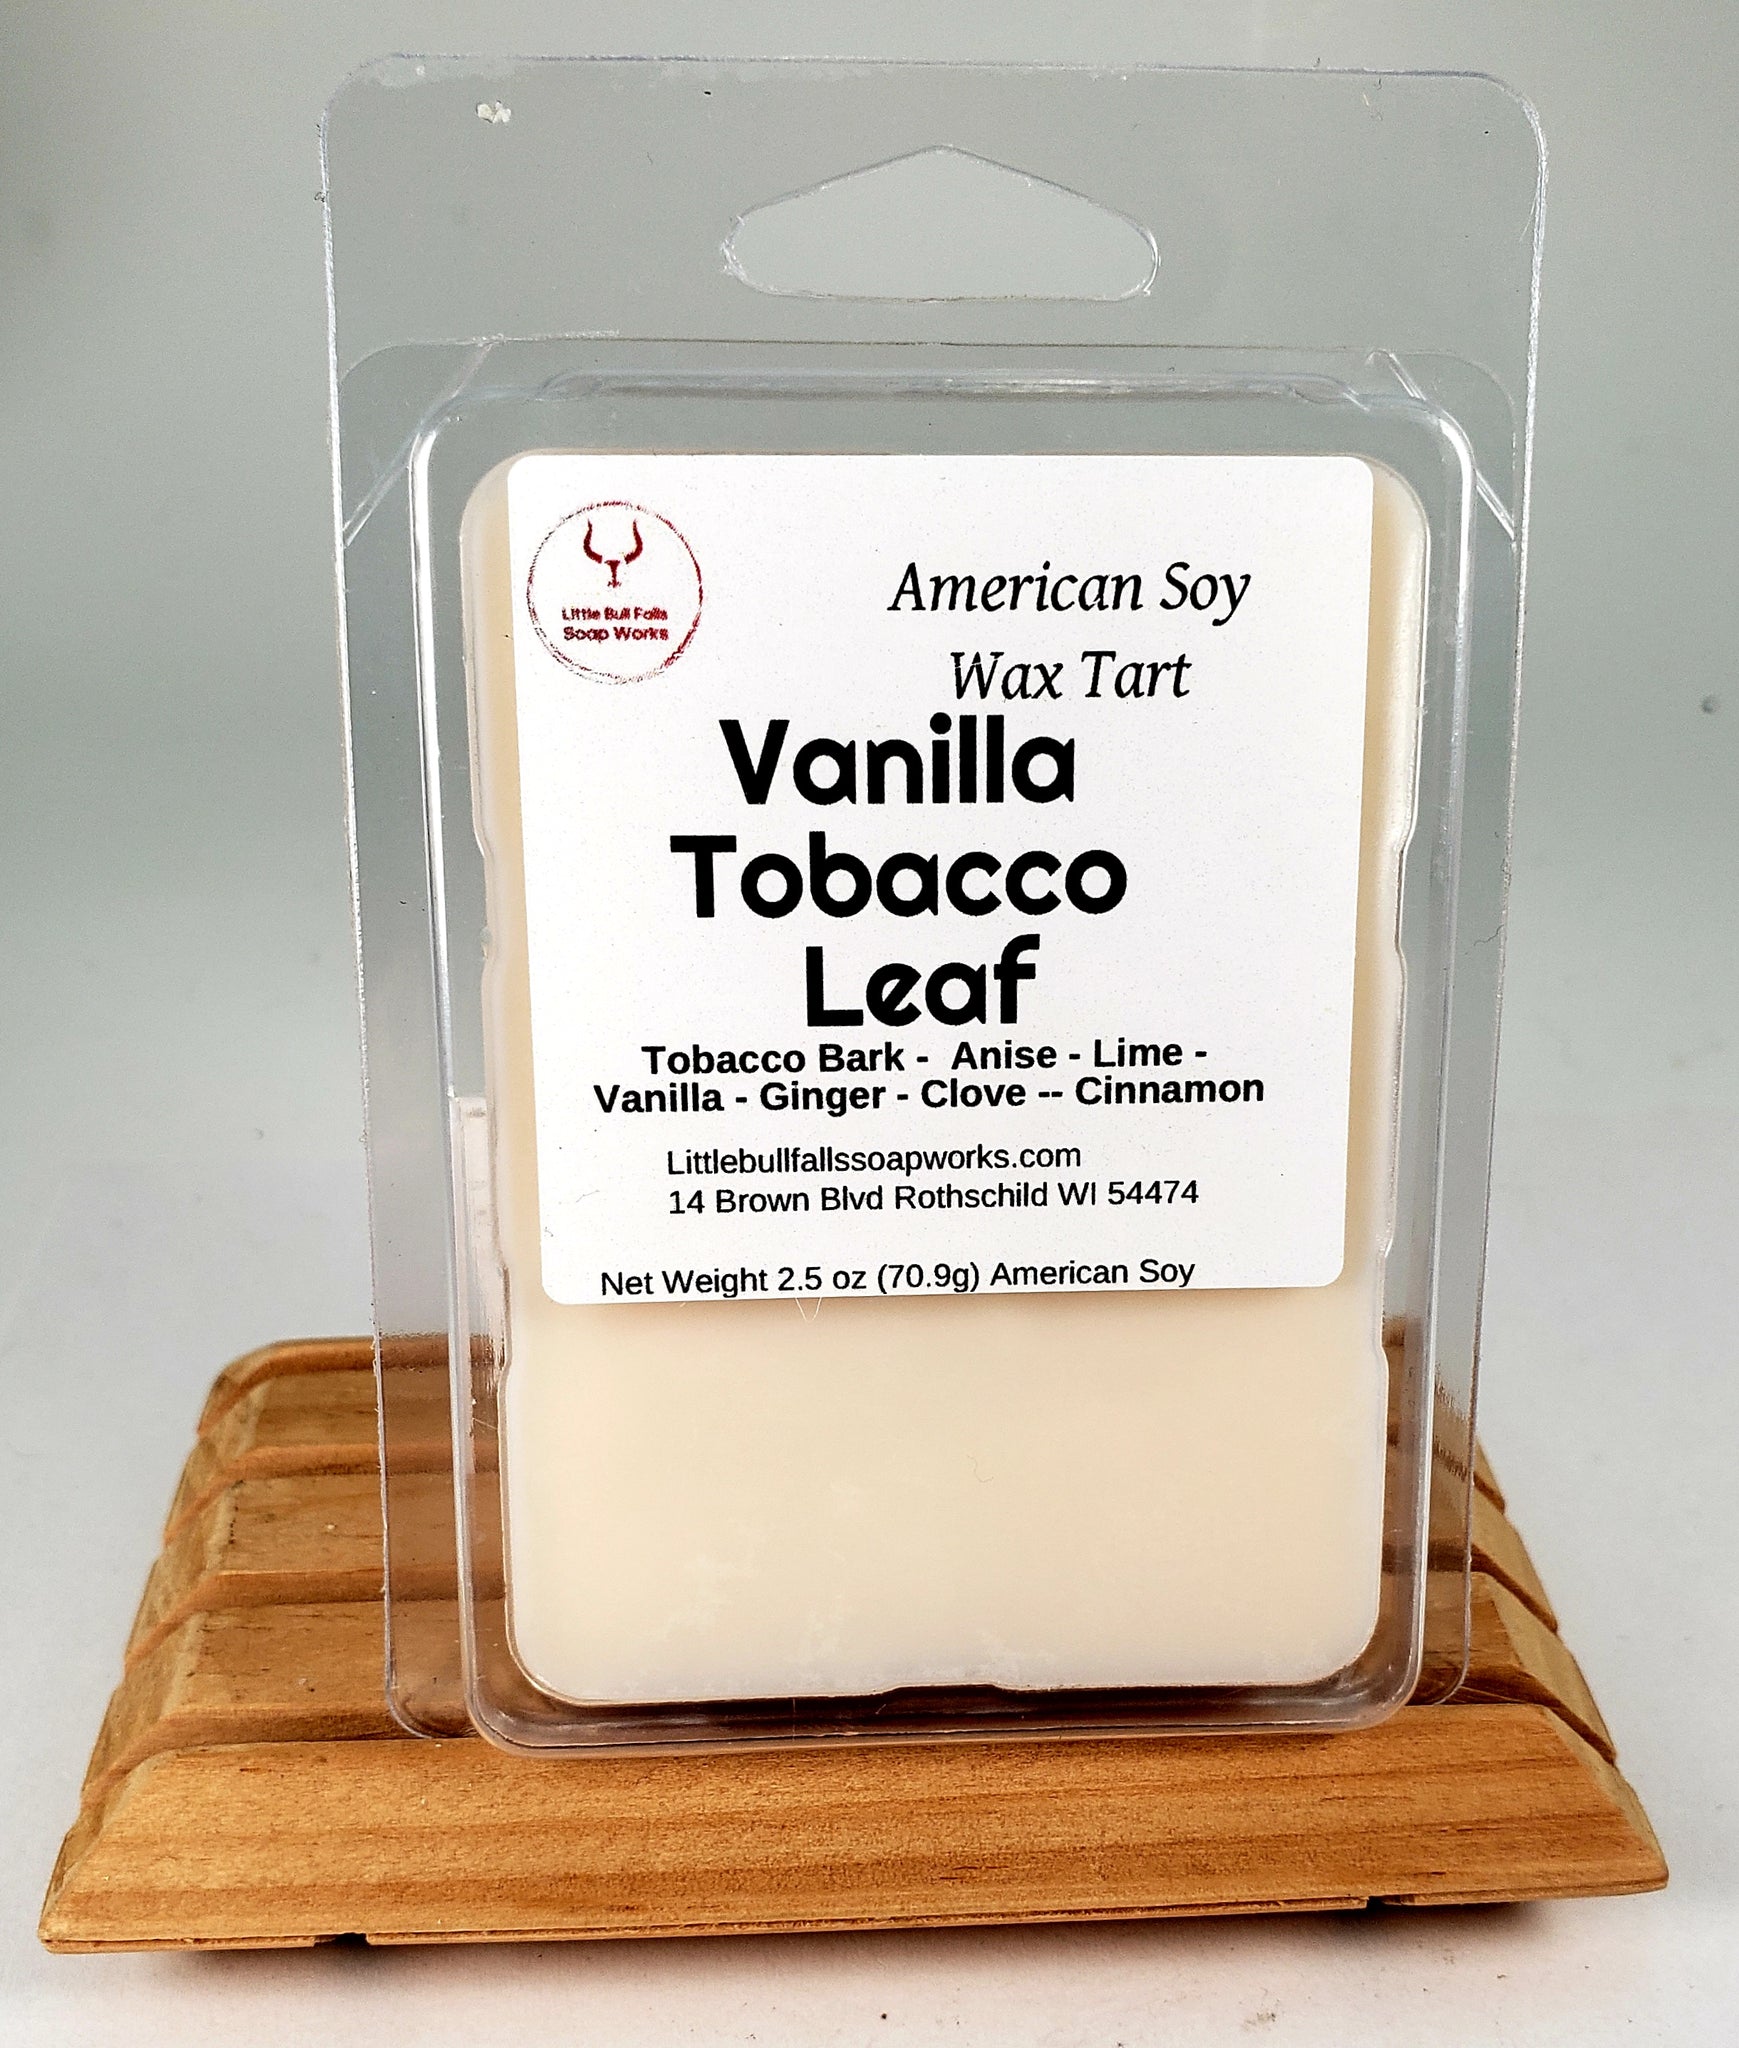 Little Bull Falls
Soap Works
American Soy
Wax Tart
Vanilla
Tobacco
Leaf
Tobacco Bark - Anise - Lime -
Vanilla - Ginger - Clove -- Cinnamon
Littlebullfallssoapworks.com
14 Brown Blvd Rothschild WI 54474
Net Weight 2.5 oz (70.9g) American Soy